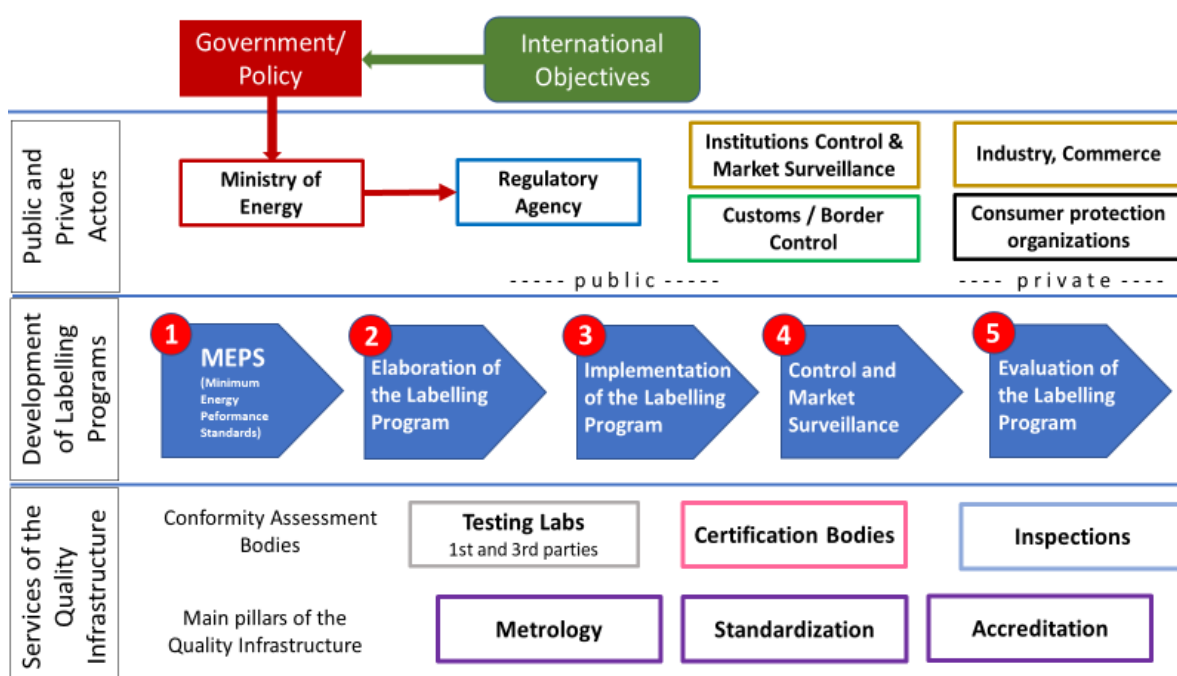 Government/
Policy
International
Objectives
Public and
Private
Actors
Ministry of
Energy
Regulatory
Agency
Institutions Control &
Market Surveillance
Industry, Commerce
Customs / Border
Control
Consumer protection
organizations
----- public -----
---- private ----
Development
of Labelling
Programs
1
MEPS
(Minimum
Energy
Peformance
Standards)
2
Elaboration of
the Labelling
Program
3
Implementation
of the Labelling
Program
4
Control and
Market
Surveillance
5
Evaluation of
the Labelling
Program
Services of the
Quality
Infrastructure
Conformity Assessment
Bodies
Testing Labs
1st and 3rd parties
Certification Bodies
Inspections
Main pillars of the
Quality Infrastructure
Metrology
Standardization
Accreditation